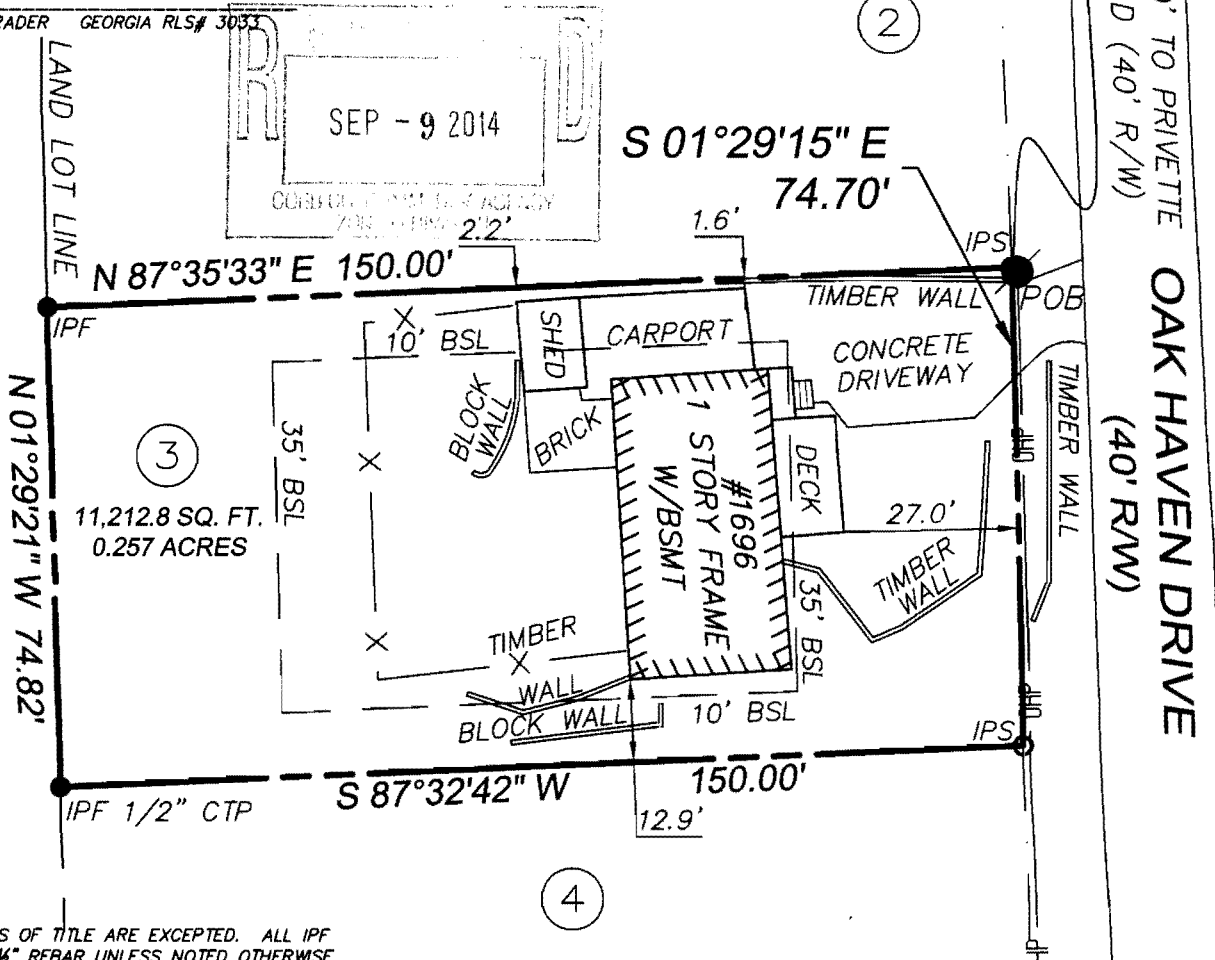 GEORGIA RLS# 3033
2
' TO PRIVETTE
D (40' R/W)
LAND LOT LINE
R
D
SEP - 9 2014
S 01°29'15" E
74.70'
2.2'
1.6'
IPS
N 87°35'33" E 150.00'
IPF
TIMBER WALL
POB
OAK HAVEN DRIVE
(40' R/W)
10' BSL
SHED
CARPORT
CONCRETE
DRIVEWAY
TIMBER WALL
BLOCK
WALL
BRICK
N 01°29'21" W 74.82'
3
11,212.8 SQ. FT.
0.257 ACRES
35' BSL
#1696
1 STORY FRAME
W/BSMT
DECK
UHP
27.0'
TIMBER
WALL
35' BSL
TIMBER
WALL
BLOCK WALL
10' BSL
UHP
IPS
S 87°32'42" W 150.00'
IPF 1/2" CTP
12.9'
4
HP
S OF TITLE ARE EXCEPTED. ALL IPF
REBAR UNLESS NOTED OTHERWISE